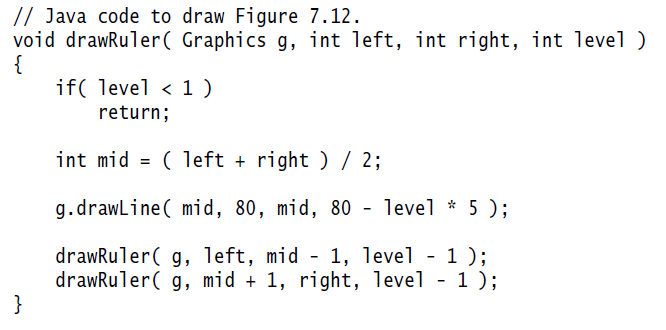 // Java code to draw Figure 7.12.
void drawRuler( Graphics g, int left, int right, int level )
{
    if( level < 1 )
        return;

    int mid = ( left + right ) / 2;

    g.drawLine( mid, 80, mid, 80 - level * 5 );

    drawRuler( g, left, mid - 1, level - 1 );
    drawRuler( g, mid + 1, right, level - 1 );
}